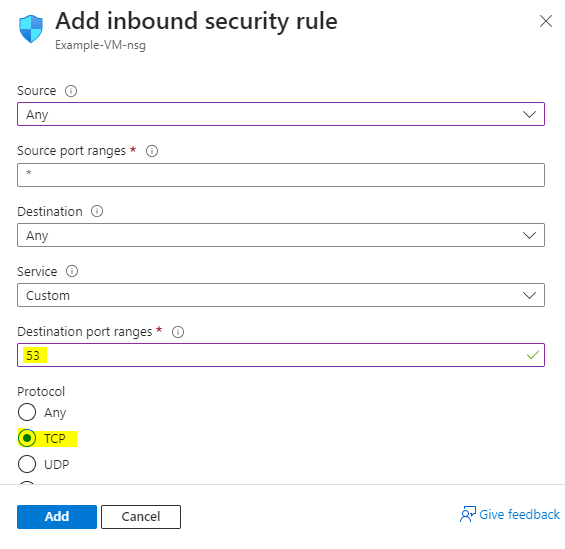 Add inbound security rule
Example-VM-nsg
Source
Any
Source port ranges *
*
Destination
Any
Service
Custom
Destination port ranges *
53
Protocol
Any
TCP
UDP
Add Cancel Give feedback